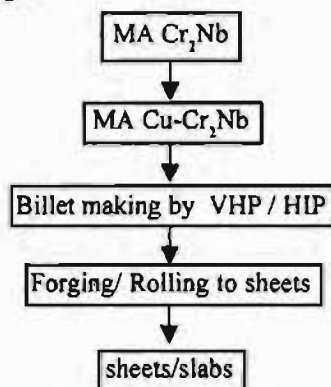 MA Cr₂Nb
MA Cu-Cr₂Nb
Billet making by VHP / HIP
Forging/ Rolling to sheets
sheets/slabs